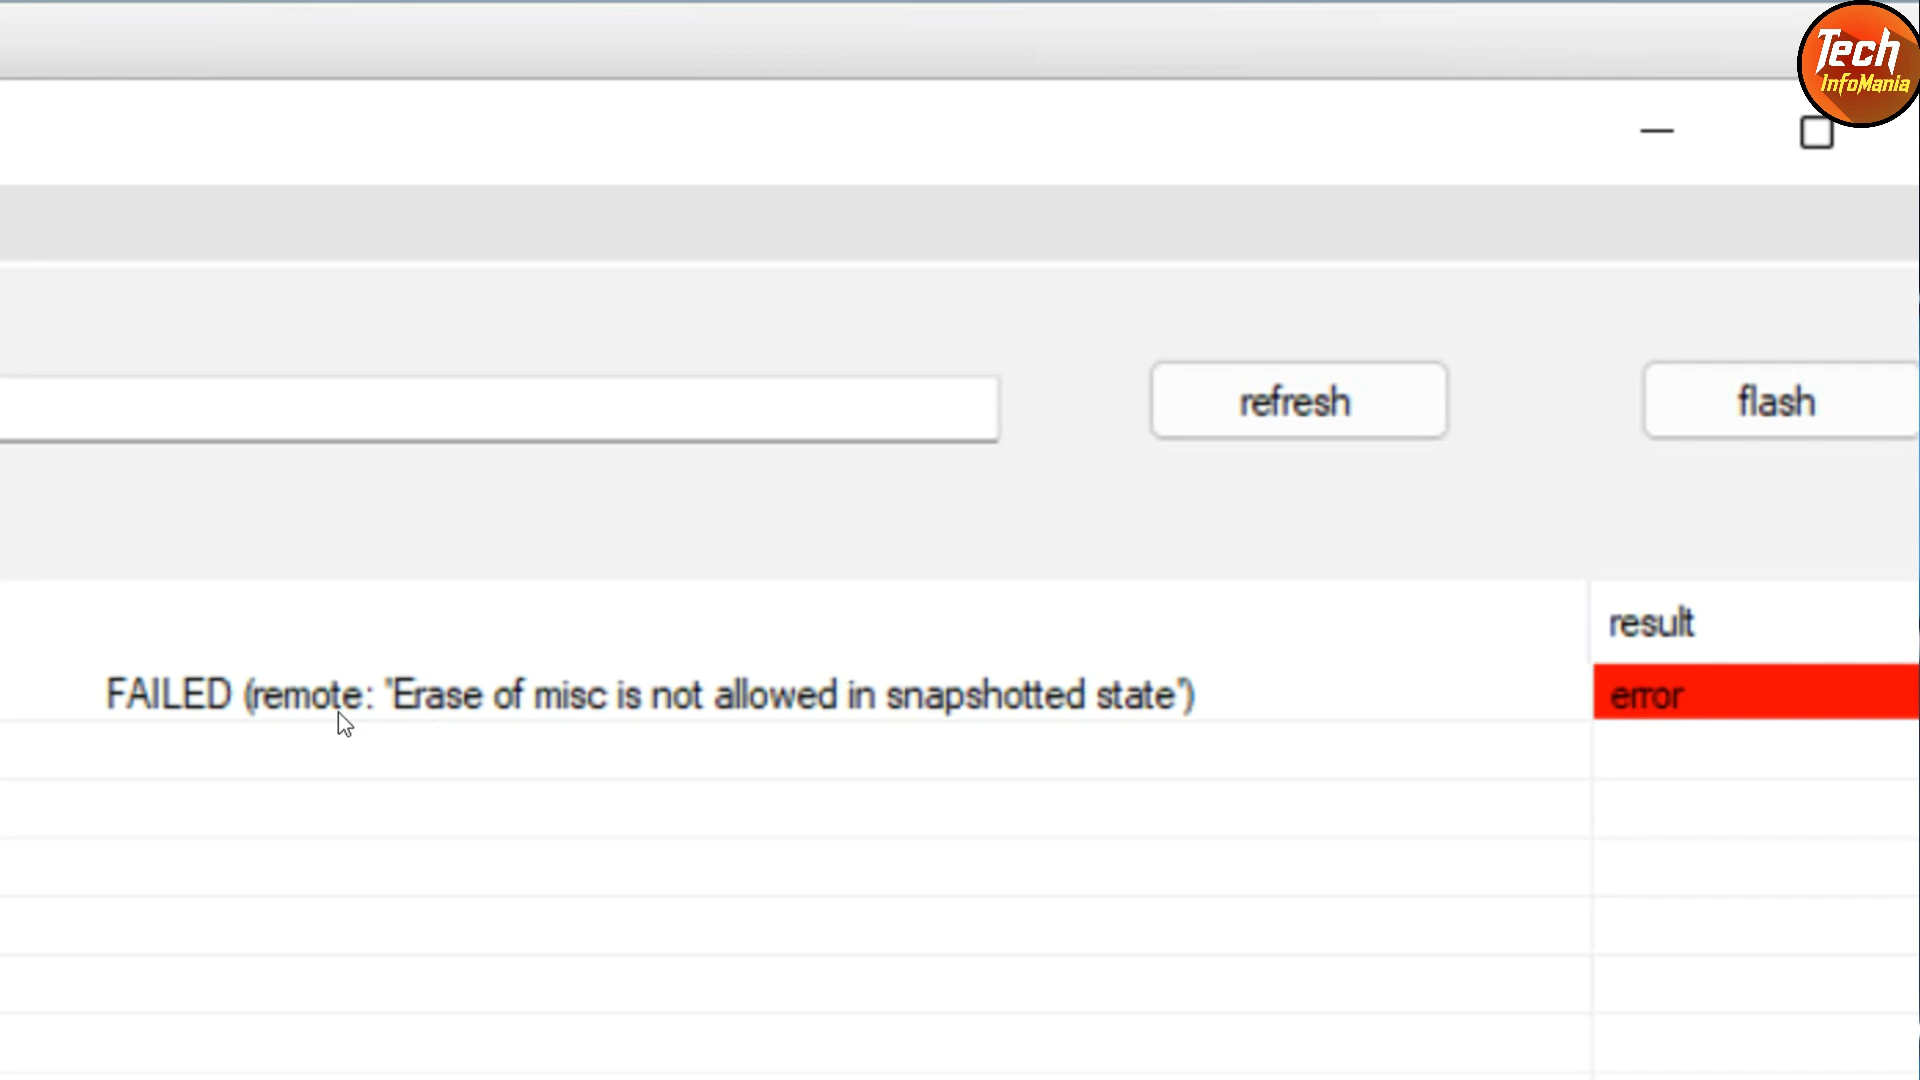 Tech
InfoMania
refresh
flash
result
FAILED (remote: "Erase of misc is not allowed in snapshotted state")
error